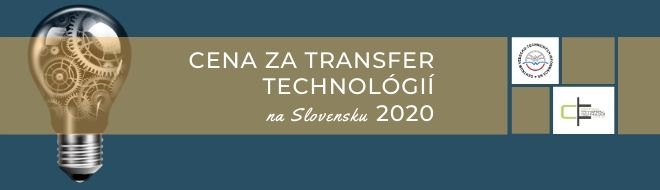 CENA ZA TRANSFER
TECHNOLÓGIÍ
na Slovensku 2020